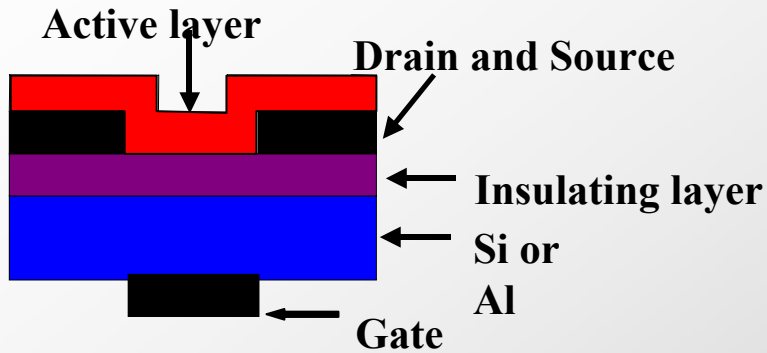 Active layer
Drain and Source
Insulating layer
Si or
Al
Gate